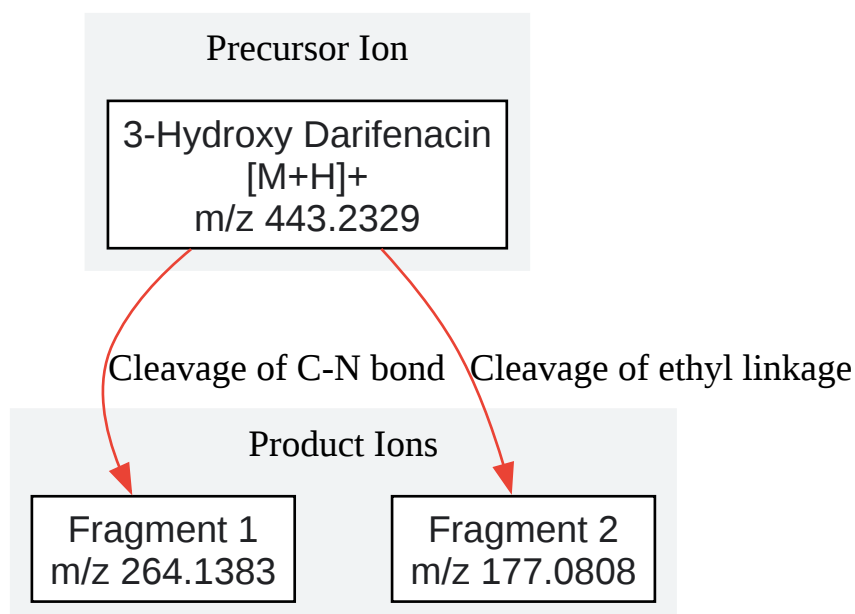 Precursor Ion
3-Hydroxy Darifenacin
[M+H]+
m/z 443.2329
Cleavage of C-N bond
Cleavage of ethyl linkage
Product Ions
Fragment 1
m/z 264.1383
Fragment 2
m/z 177.0808